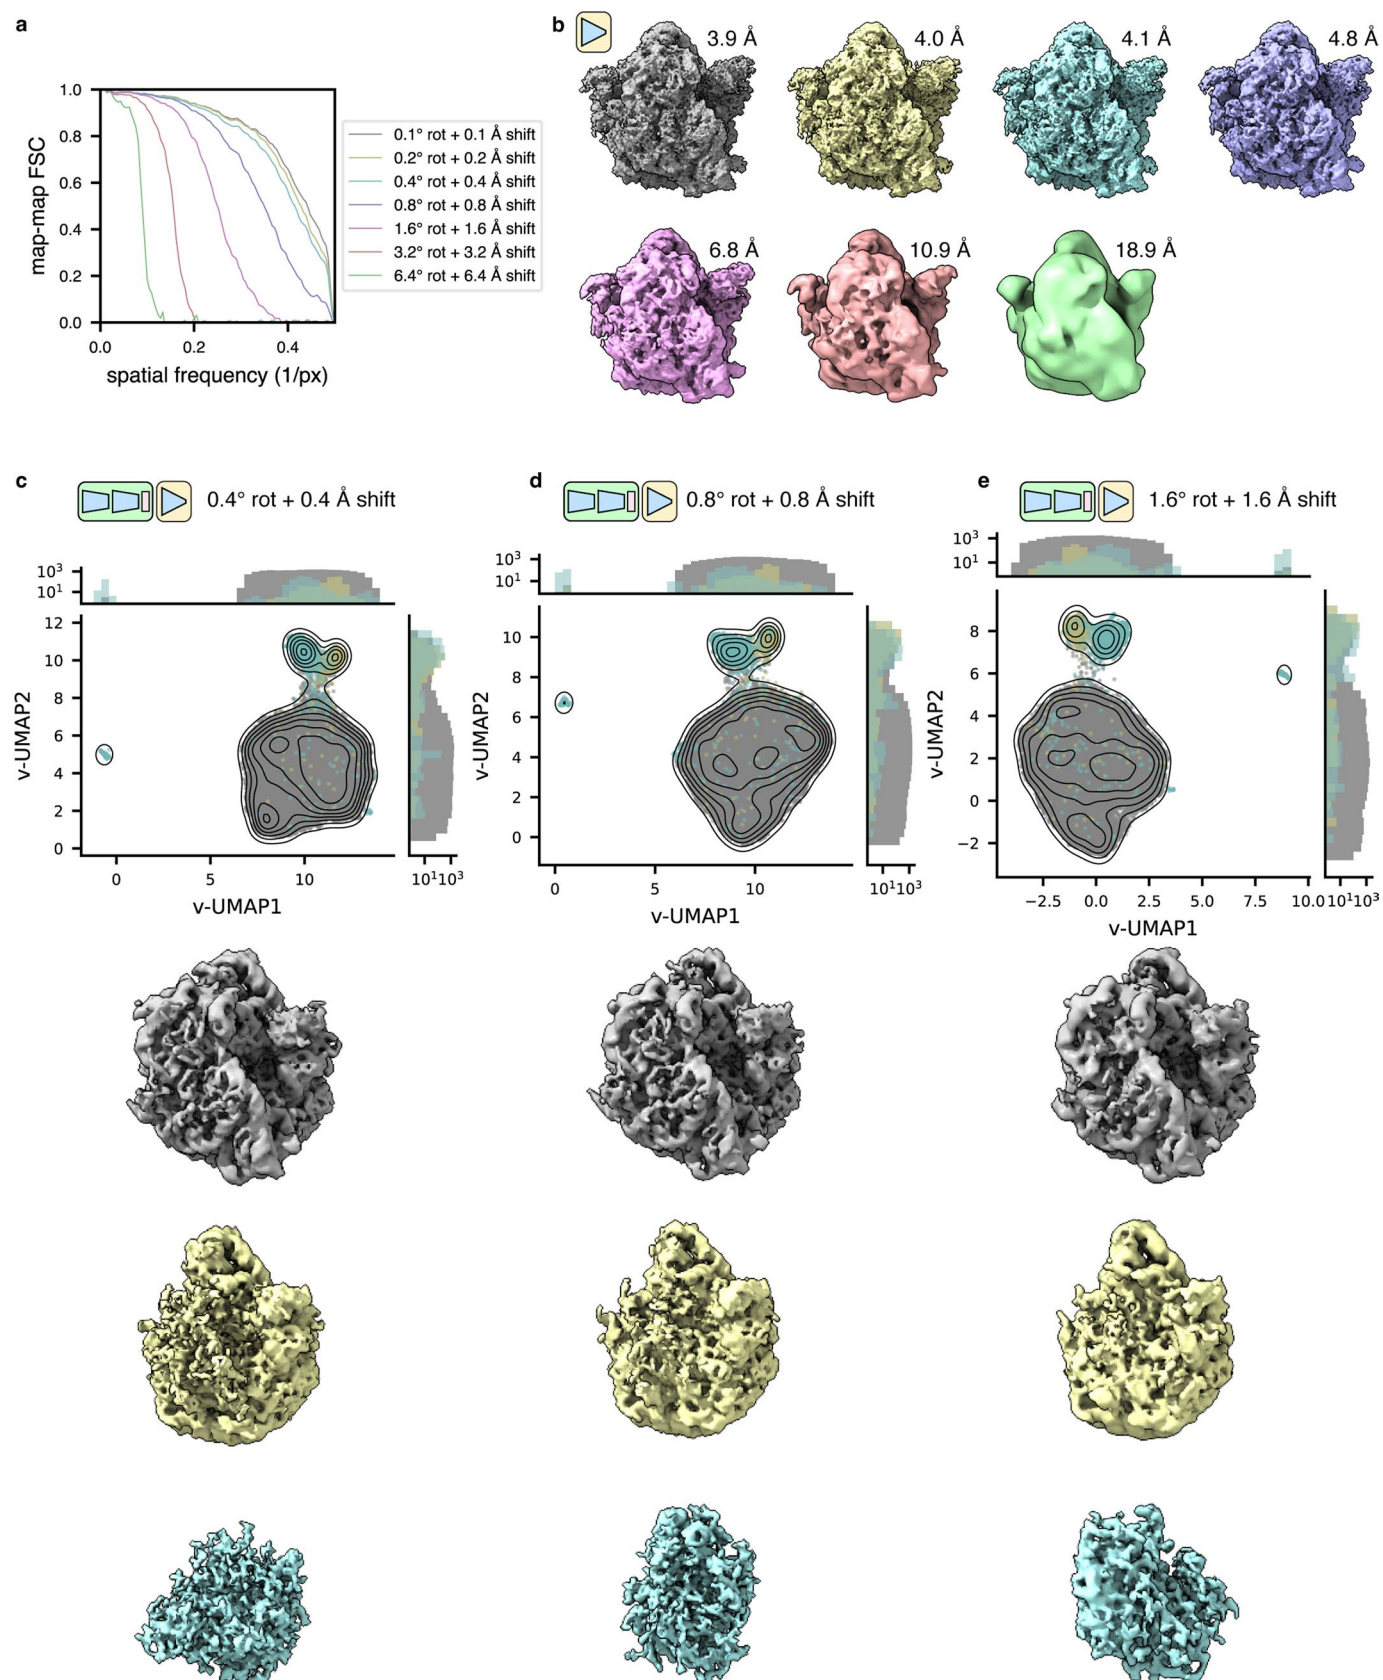 a
1.0
0.8
0.6
0.4
0.2
0.0
0.0
0.2
0.4
map-map FSC
spatial frequency (1/px)
0.1° rot + 0.1 Å shift
0.2° rot + 0.2 Å shift
0.4° rot + 0.4 Å shift
0.8° rot + 0.8 Å shift
1.6° rot + 1.6 Å shift
3.2° rot + 3.2 Å shift
6.4° rot + 6.4 Å shift
b
3.9 Å
4.0 Å
4.1 Å
4.8 Å
6.8 Å
10.9 Å
18.9 Å
c
0.4° rot + 0.4 Å shift
10³
10¹
12
10
8
6
4
2
0
v-UMAP2
0
5
10
10¹10³
v-UMAP1
d
0.8° rot + 0.8 Å shift
10³
10¹
10
8
6
4
2
0
v-UMAP2
0
5
10
10¹10³
v-UMAP1
e
1.6° rot + 1.6 Å shift
10³
10¹
8
6
4
2
0
−2
v-UMAP2
−2.5
0.0
2.5
5.0
7.5
10.0
10¹10³
v-UMAP1